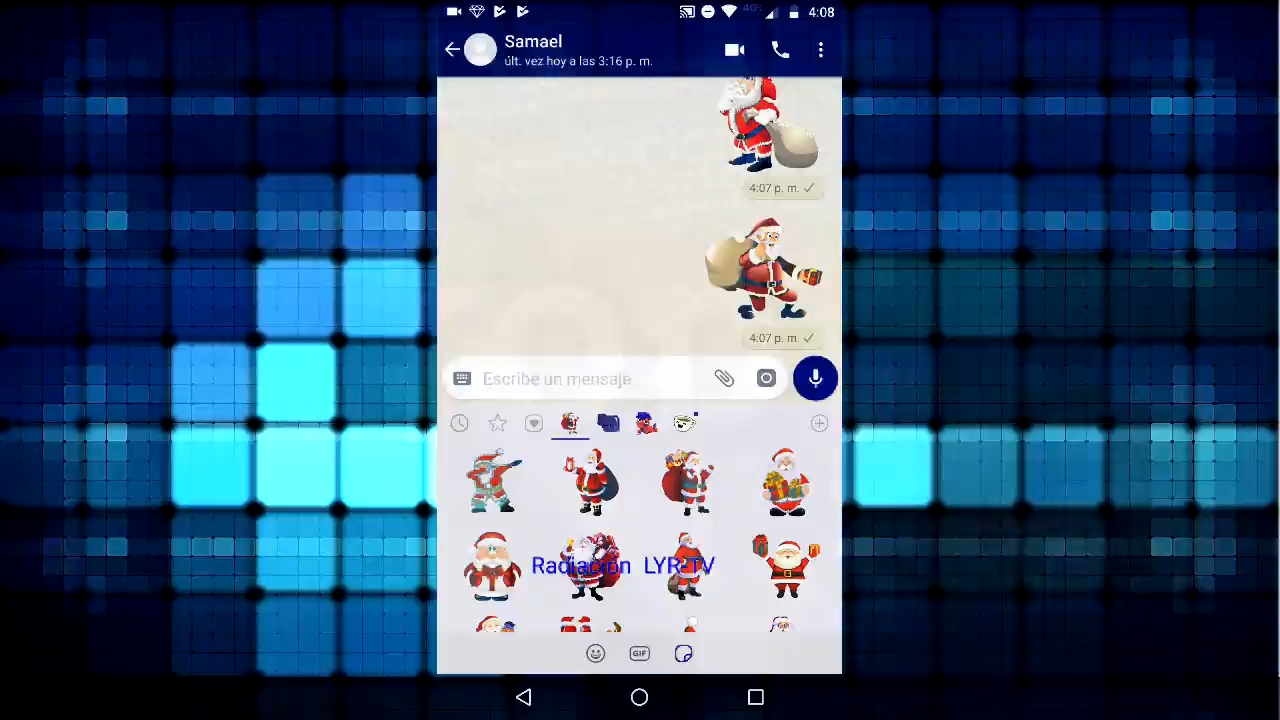 4G
4:08
Samael
últ. vez hoy a las 3:16 p. m.
4:07 p. m.
4:07 p. m.
Escribe un mensaje
Radiación LYR-TV
GIF